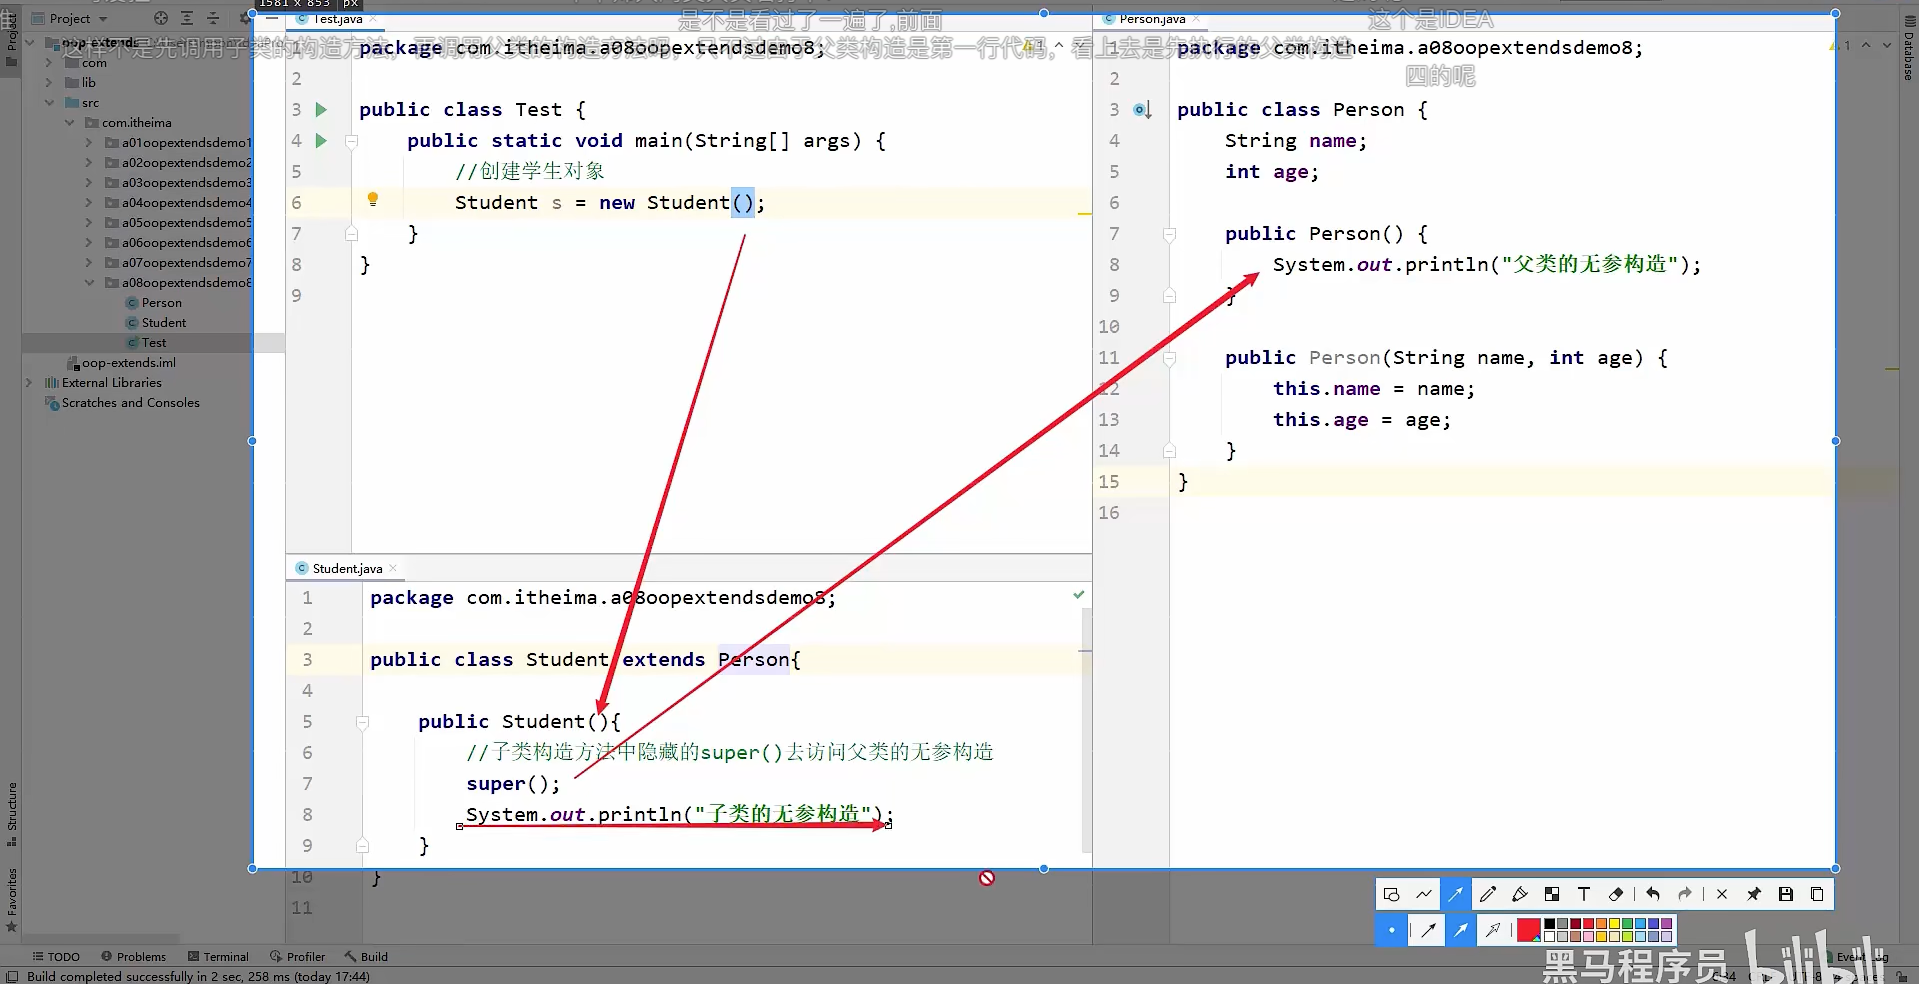 1581 x 853 px
Project
是不是看过了一遍了,前面
这个是IDEA
这样不是先调用子类的构造方法，再调用父类的构造方法吗，只不过由于父类构造是第一行代码，看上去是先执行的父类构造
四的呢
oop-extends
com
lib
src
com.itheima
a01oopextendsdemo1
a02oopextendsdemo2
a03oopextendsdemo3
a04oopextendsdemo4
a05oopextendsdemo5
a06oopextendsdemo6
a07oopextendsdemo7
a08oopextendsdemo8
Person
Student
Test
oop-extends.iml
External Libraries
Scratches and Consoles
Project
Structure
Favorites
Database
Test.java
1 package com.itheima.a08oopextendsdemo8;
2
3 public class Test {
4 public static void main(String[] args) {
5 //创建学生对象
6 Student s = new Student();
7 }
8 }
9
Student.java
1 package com.itheima.a08oopextendsdemo8;
2
3 public class Student extends Person{
4
5 public Student(){
6 //子类构造方法中隐藏的super()去访问父类的无参构造
7 super();
8 System.out.println("子类的无参构造");
9 }
10 }
11
Person.java
1 package com.itheima.a08oopextendsdemo8;
1
2
3 public class Person {
4 String name;
5 int age;
6
7 public Person() {
8 System.out.println("父类的无参构造");
9 }
10
11 public Person(String name, int age) {
12 this.name = name;
13 this.age = age;
14 }
15 }
16
T
TODO
Problems
Terminal
Profiler
Build
Event Log
Build completed successfully in 2 sec, 258 ms (today 17:44)
黑马程序员
bilibili